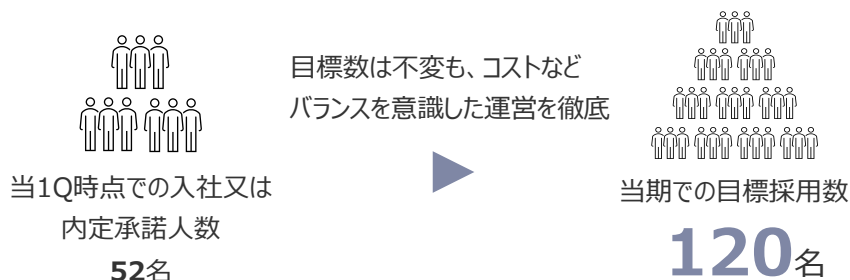 目標数は不変も、コストなど
バランスを意識した運営を徹底
当1Q時点での入社又は
内定承諾人数
52名
当期での目標採用数
120名